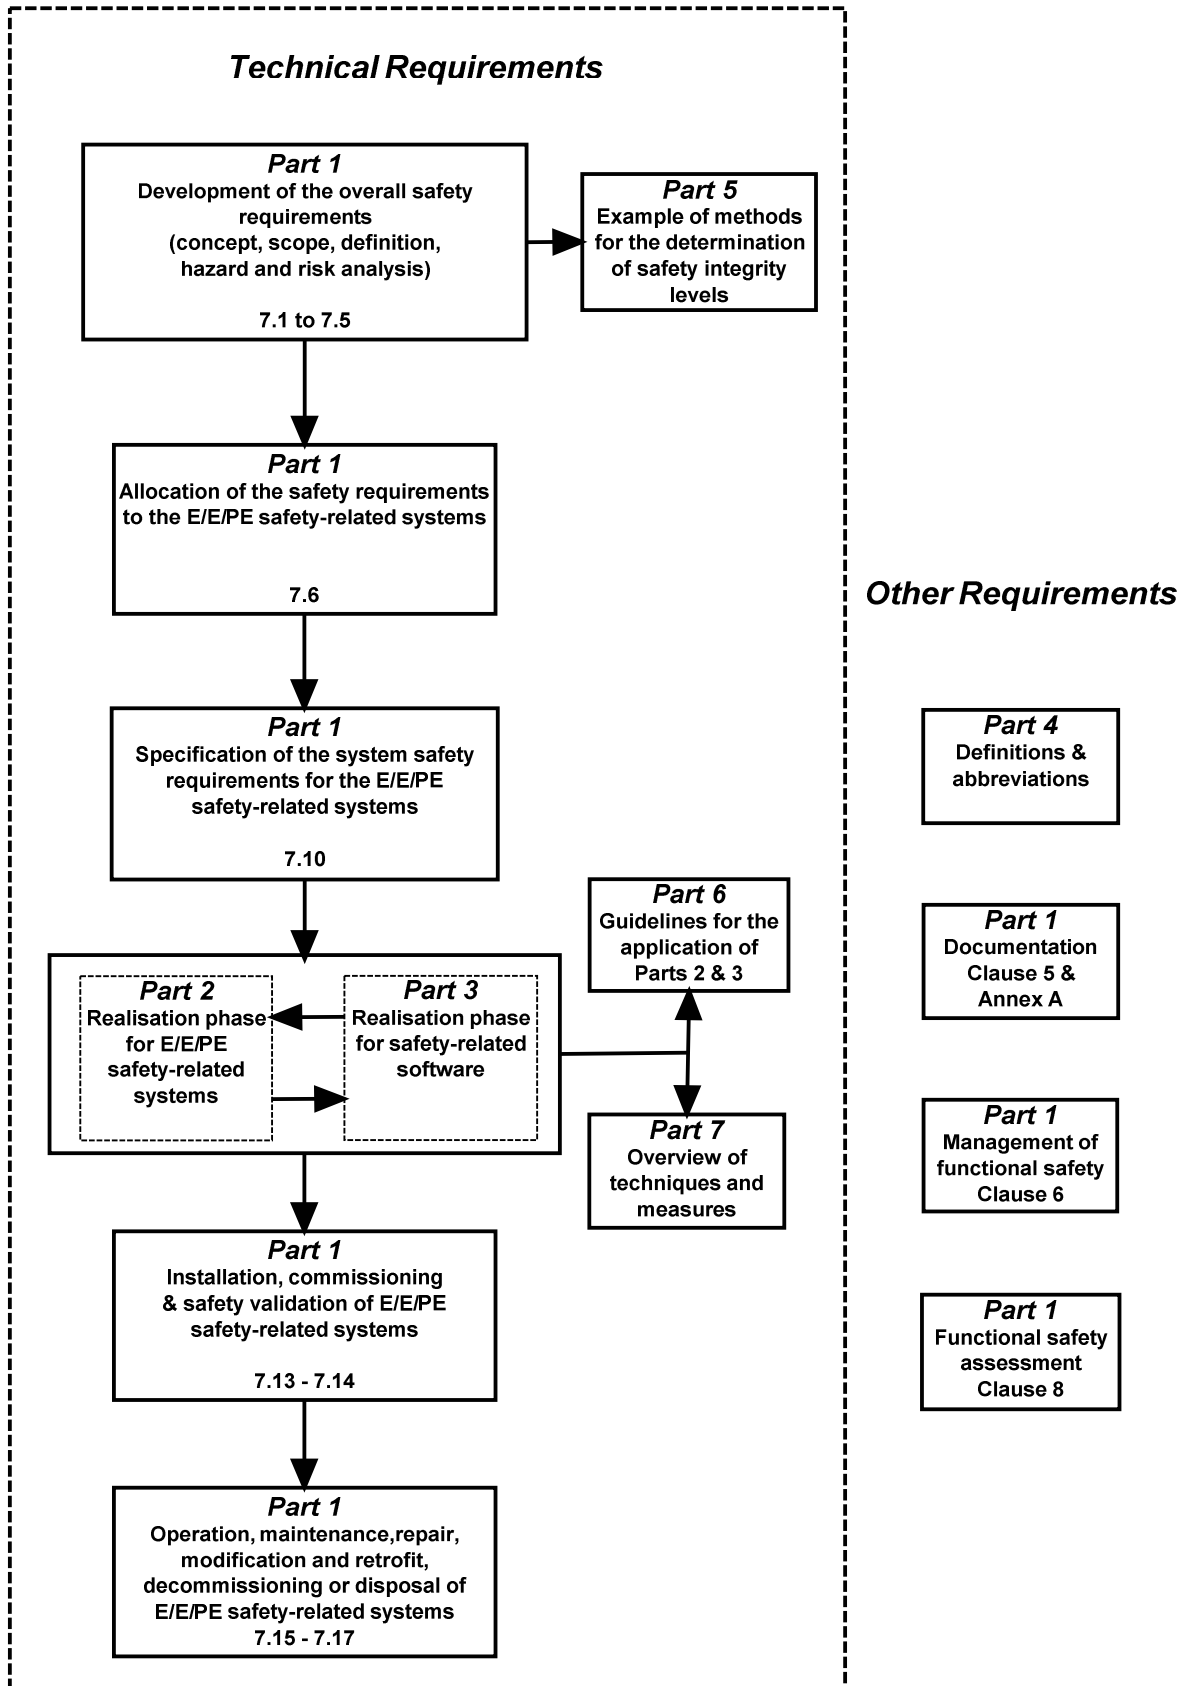 Technical Requirements
Part 1
Development of the overall safety
requirements
(concept, scope, definition,
hazard and risk analysis)
7.1 to 7.5
Part 5
Example of methods
for the determination
of safety integrity
levels
Part 1
Allocation of the safety requirements
to the E/E/PE safety-related systems
7.6
Part 1
Specification of the system safety
requirements for the E/E/PE
safety-related systems
7.10
Part 2
Realisation phase
for E/E/PE
safety-related
systems
Part 3
Realisation phase
for safety-related
software
Part 6
Guidelines for the
application of
Parts 2 & 3
Part 7
Overview of
techniques and
measures
Part 1
Installation, commissioning
& safety validation of E/E/PE
safety-related systems
7.13 - 7.14
Part 1
Operation, maintenance,repair,
modification and retrofit,
decommissioning or disposal of
E/E/PE safety-related systems
7.15 - 7.17
Other Requirements
Part 4
Definitions &
abbreviations
Part 1
Documentation
Clause 5 &
Annex A
Part 1
Management of
functional safety
Clause 6
Part 1
Functional safety
assessment
Clause 8